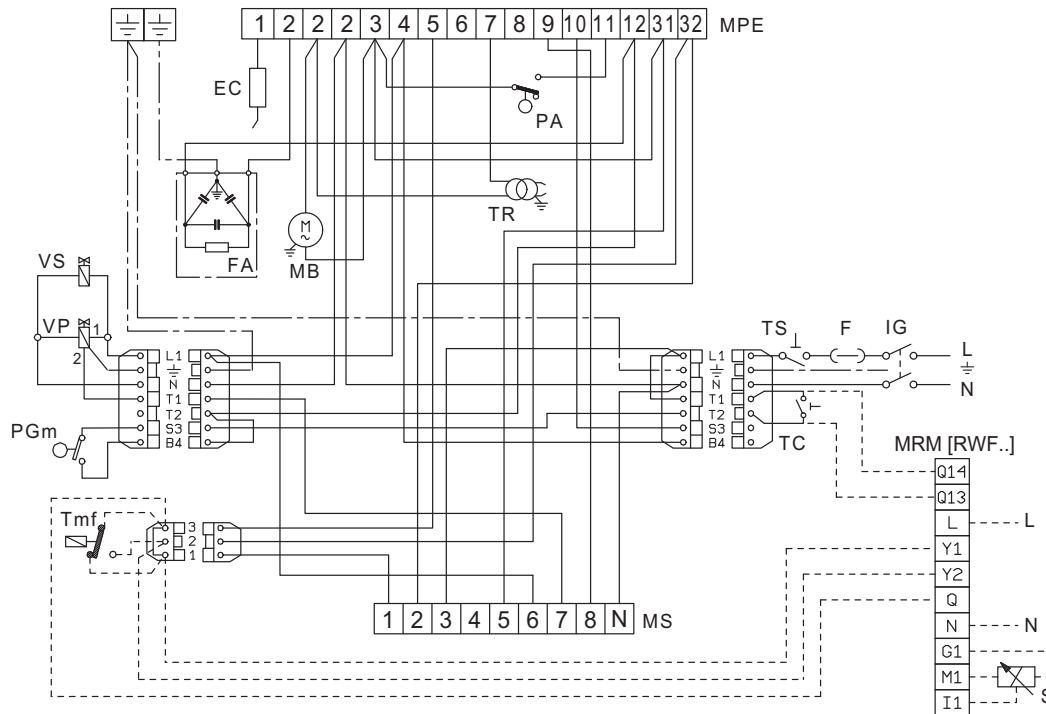 1 2 2 2 3 4 5 6 7 8 9 10 11 12 31 32 MPE
EC
PA
TR
FA
MB
M
~
VS
VP
1
2
TS F IG
L
N
L1
N
T1
T2
S3
B4
L1
N
T1
T2
S3
B4
PGm
TC
MRM [RWF..]
Q14
Q13
L L
Y1
Y2
Q
N N
G1
M1
I1
S
Tmf
3
2
1
1 2 3 4 5 6 7 8 N MS